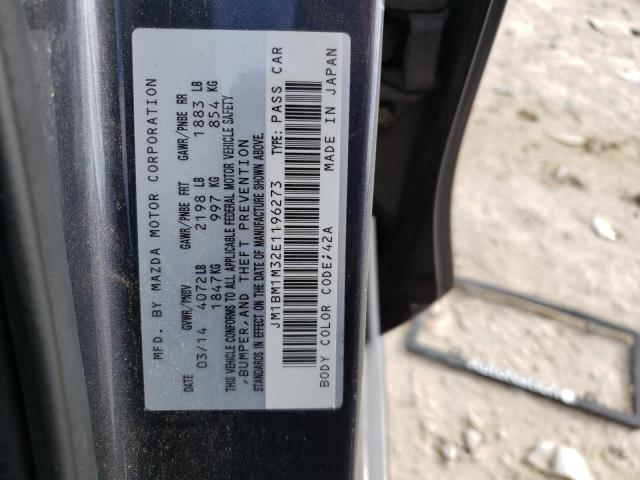 MFD. BY MAZDA MOTOR CORPORATION
GVWR/PNBV GAWR/PNBE FRT GAWR/PNBE RR
DATE 03/14 4072LB 2198 LB 1883 LB
1847KG 997 KG 854 KG
THIS VEHICLE CONFORMS TO ALL APPLICABLE FEDERAL MOTOR VEHICLE SAFETY
,BUMPER,AND THEFT PREVENTION
STANDARDS IN EFFECT ON THE DATE OF MANUFACTURE SHOWN ABOVE.
JM1BM1M32E1196273 TYPE: PASS CAR
BODY COLOR CODE;42A MADE IN JAPAN
AutoNation